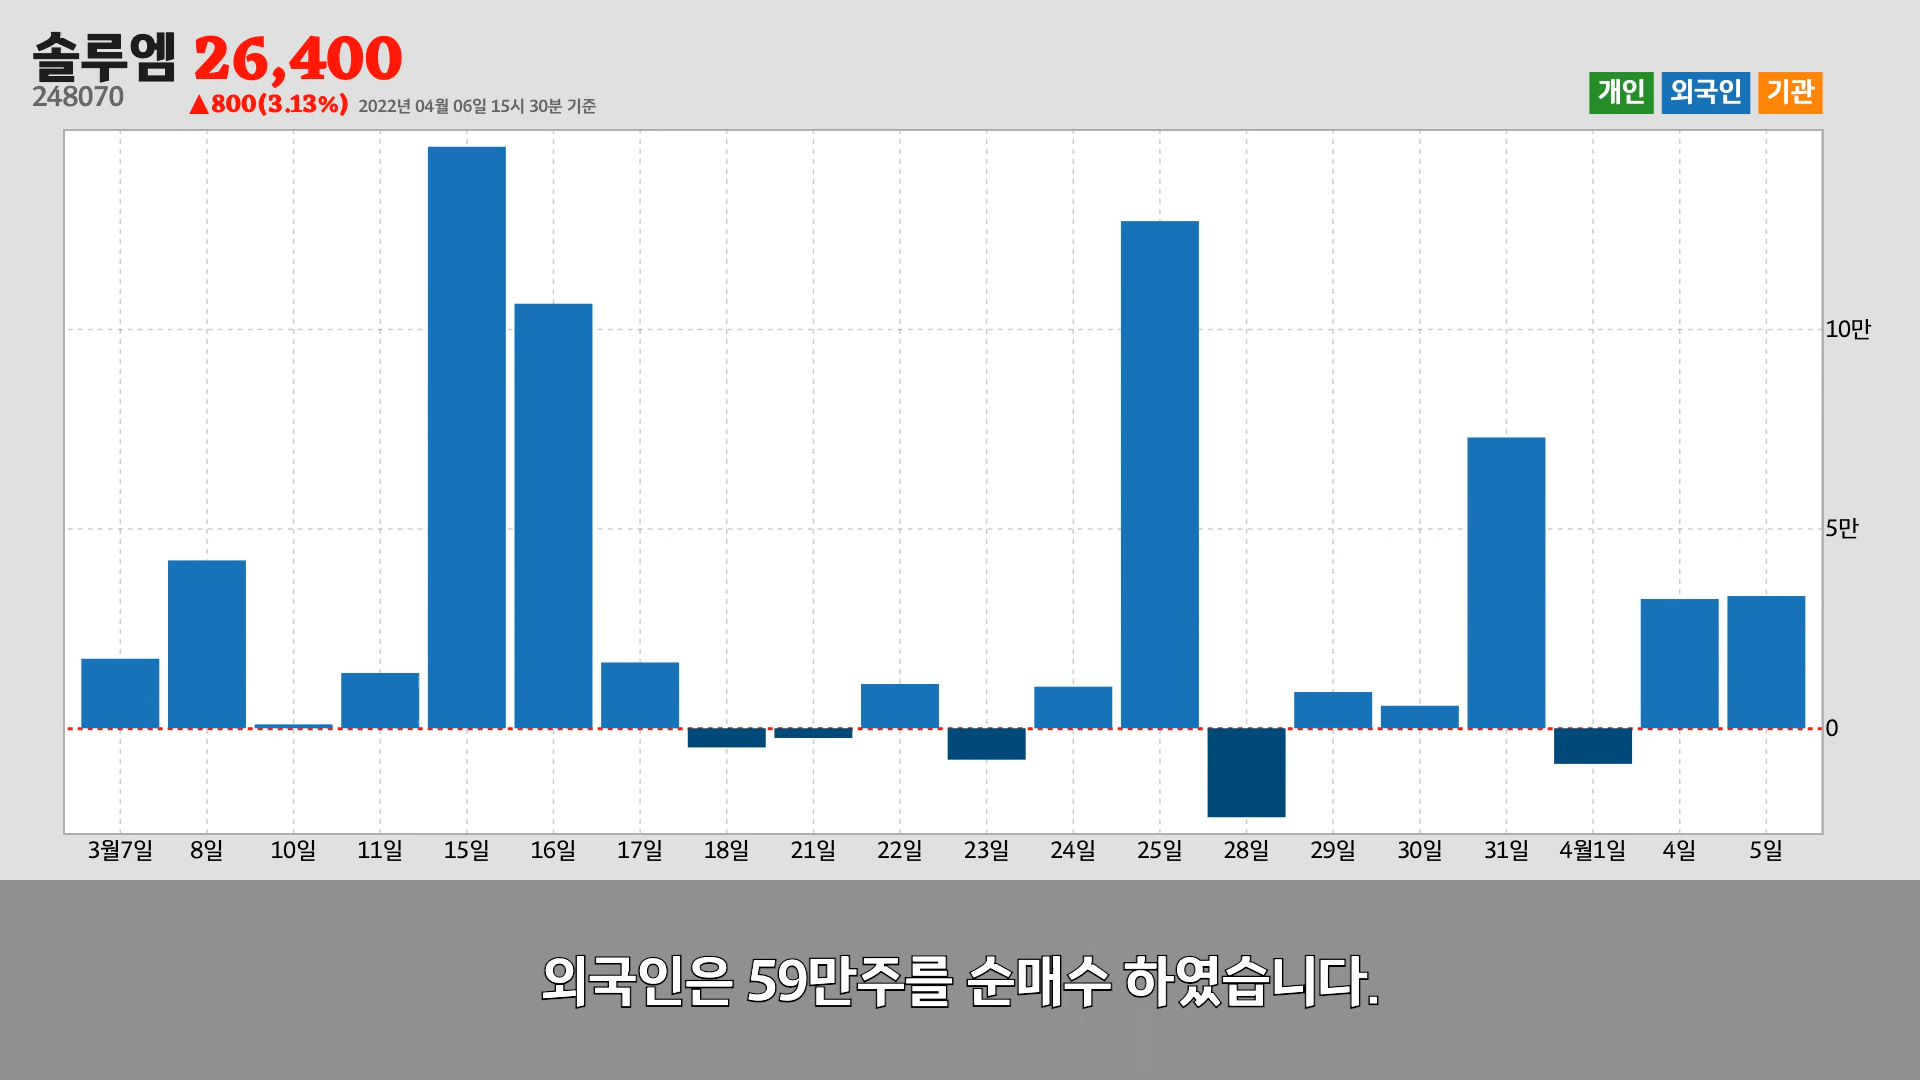 솔루엠 26,400
248070 ▲800(3.13%) 2022년 04월 06일 15시 30분 기준
개인 외국인 기관
10만
5만
0
3월7일 8일 10일 11일 15일 16일 17일 18일 21일 22일 23일 24일 25일 28일 29일 30일 31일 4월1일 4일 5일
외국인은 59만주를 순매수 하였습니다.